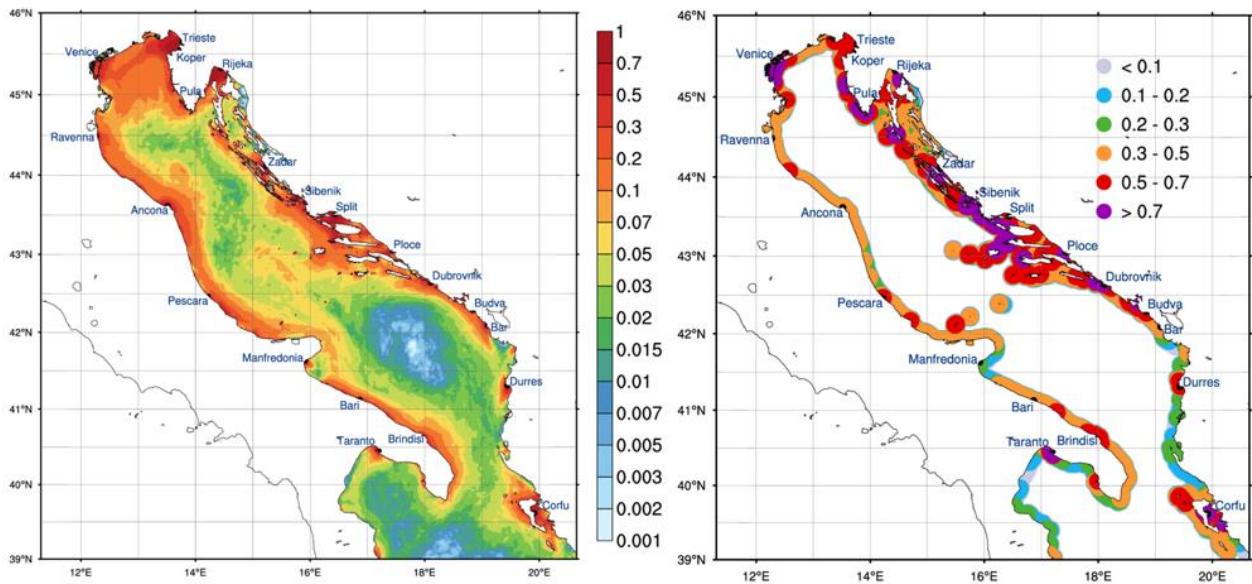 46°N
45°N
44°N
43°N
42°N
41°N
40°N
39°N
12°E
14°E
16°E
18°E
20°E
Venice
Trieste
Koper
Rijeka
Pula
Ravenna
Zadar
Ancona
Sibenik
Split
Ploce
Pescara
Dubrovnik
Budva
Bar
Manfredonia
Durres
Bari
Taranto
Brindisi
Corfu
1
0.7
0.5
0.3
0.2
0.1
0.07
0.05
0.03
0.02
0.015
0.01
0.007
0.005
0.003
0.002
0.001
46°N
45°N
44°N
43°N
42°N
41°N
40°N
39°N
12°E
14°E
16°E
18°E
20°E
Venice
Trieste
Koper
Rijeka
Pula
Ravenna
Zadar
Ancona
Sibenik
Split
Ploce
Pescara
Dubrovnik
Budva
Bar
Manfredonia
Durres
Bari
Taranto
Brindisi
Corfu
< 0.1
0.1 - 0.2
0.2 - 0.3
0.3 - 0.5
0.5 - 0.7
> 0.7